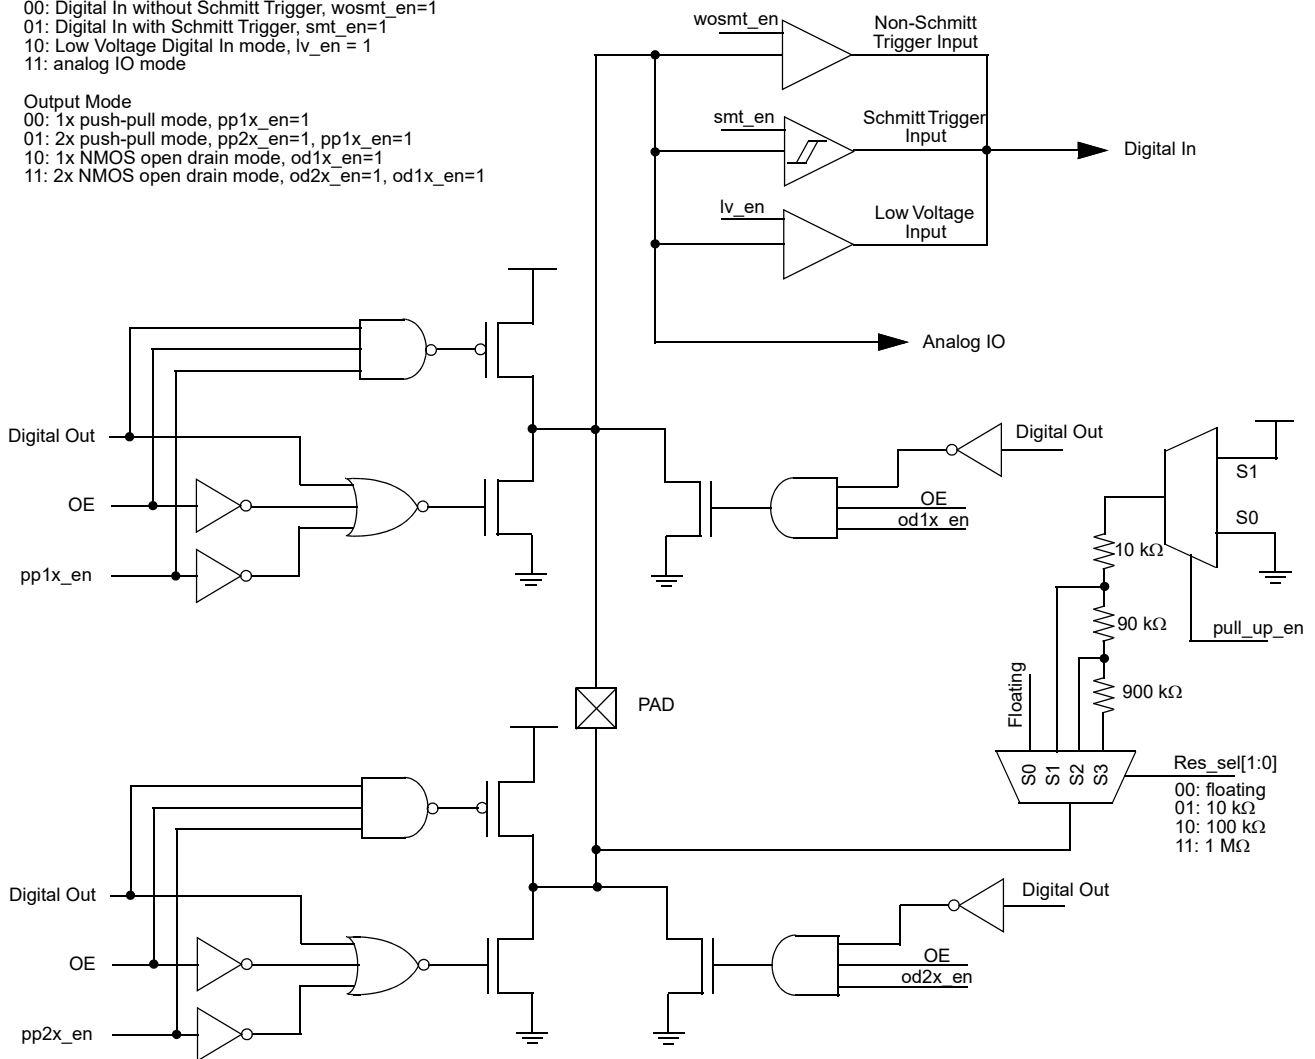 00: Digital In without Schmitt Trigger, wosmt_en=1
01: Digital In with Schmitt Trigger, smt_en=1
10: Low Voltage Digital In mode, lv_en = 1
11: analog IO mode
Output Mode
00: 1x push-pull mode, pp1x_en=1
01: 2x push-pull mode, pp2x_en=1, pp1x_en=1
10: 1x NMOS open drain mode, od1x_en=1
11: 2x NMOS open drain mode, od2x_en=1, od1x_en=1
wosmt_en
Non-Schmitt
Trigger Input
smt_en
Schmitt Trigger
Input
Digital In
lv_en
Low Voltage
Input
Analog IO
Digital Out
OE
pp1x_en
Digital Out
OE
od1x_en
S1
S0
10 kΩ
90 kΩ
pull_up_en
900 kΩ
Floating
PAD
S0
S1
S2
S3
Res_sel[1:0]
00: floating
01: 10 kΩ
10: 100 kΩ
11: 1 MΩ
Digital Out
OE
pp2x_en
Digital Out
OE
od2x_en